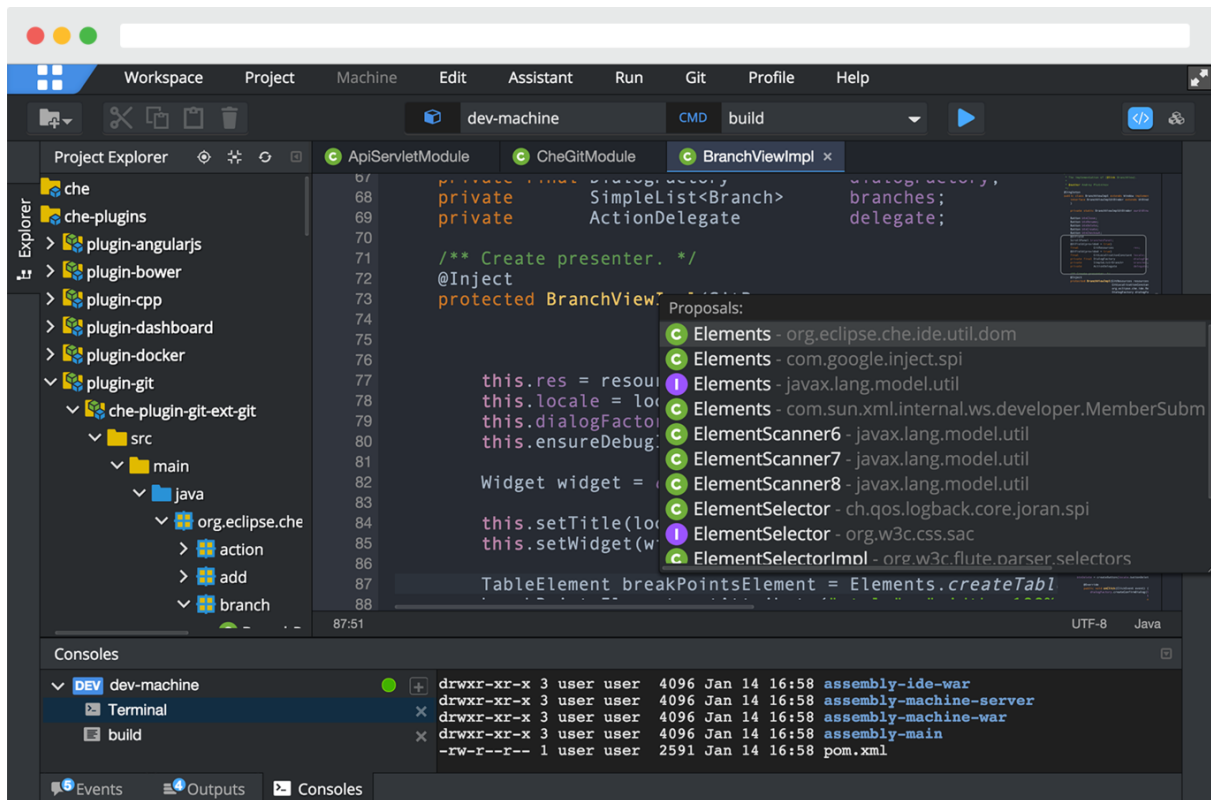 Workspace Project Machine Edit Assistant Run Git Profile Help
dev-machine CMD build
Project Explorer
ApiServletModule CheGitModule BranchViewImpl ×
Explorer
che
che-plugins
plugin-angularjs
plugin-bower
plugin-cpp
plugin-dashboard
plugin-docker
plugin-git
che-plugin-git-ext-git
src
main
java
org.eclipse.che
action
add
branch
67 private final DialogFactory dialogFactory;
68 private SimpleList<Branch> branches;
69 private ActionDelegate delegate;
70
71 /** Create presenter. */
72 @Inject
73 protected BranchViewImpl(
74
75
76
77 this.res = resou
78 this.locale = loc
79 this.dialogFactor
80 this.ensureDebugI
81
82 Widget widget =
83
84 this.setTitle(loc
85 this.setWidget(wi
86
87 TableElement breakPointsElement = Elements.createTabl
88
Proposals:
Elements - org.eclipse.che.ide.util.dom
Elements - com.google.inject.spi
Elements - javax.lang.model.util
Elements - com.sun.xml.internal.ws.developer.MemberSubm
ElementScanner6 - javax.lang.model.util
ElementScanner7 - javax.lang.model.util
ElementScanner8 - javax.lang.model.util
ElementSelector - ch.qos.logback.core.joran.spi
ElementSelector - org.w3c.css.sac
ElementSelectorImpl - org.w3c.flute.parser.selectors
87:51 UTF-8 Java
Consoles
DEV dev-machine
Terminal
build
drwxr-xr-x 3 user user 4096 Jan 14 16:58 assembly-ide-war
drwxr-xr-x 3 user user 4096 Jan 14 16:58 assembly-machine-server
drwxr-xr-x 3 user user 4096 Jan 14 16:58 assembly-machine-war
drwxr-xr-x 3 user user 4096 Jan 14 16:58 assembly-main
-rw-r--r-- 1 user user 2591 Jan 14 16:58 pom.xml
5 Events 4 Outputs Consoles